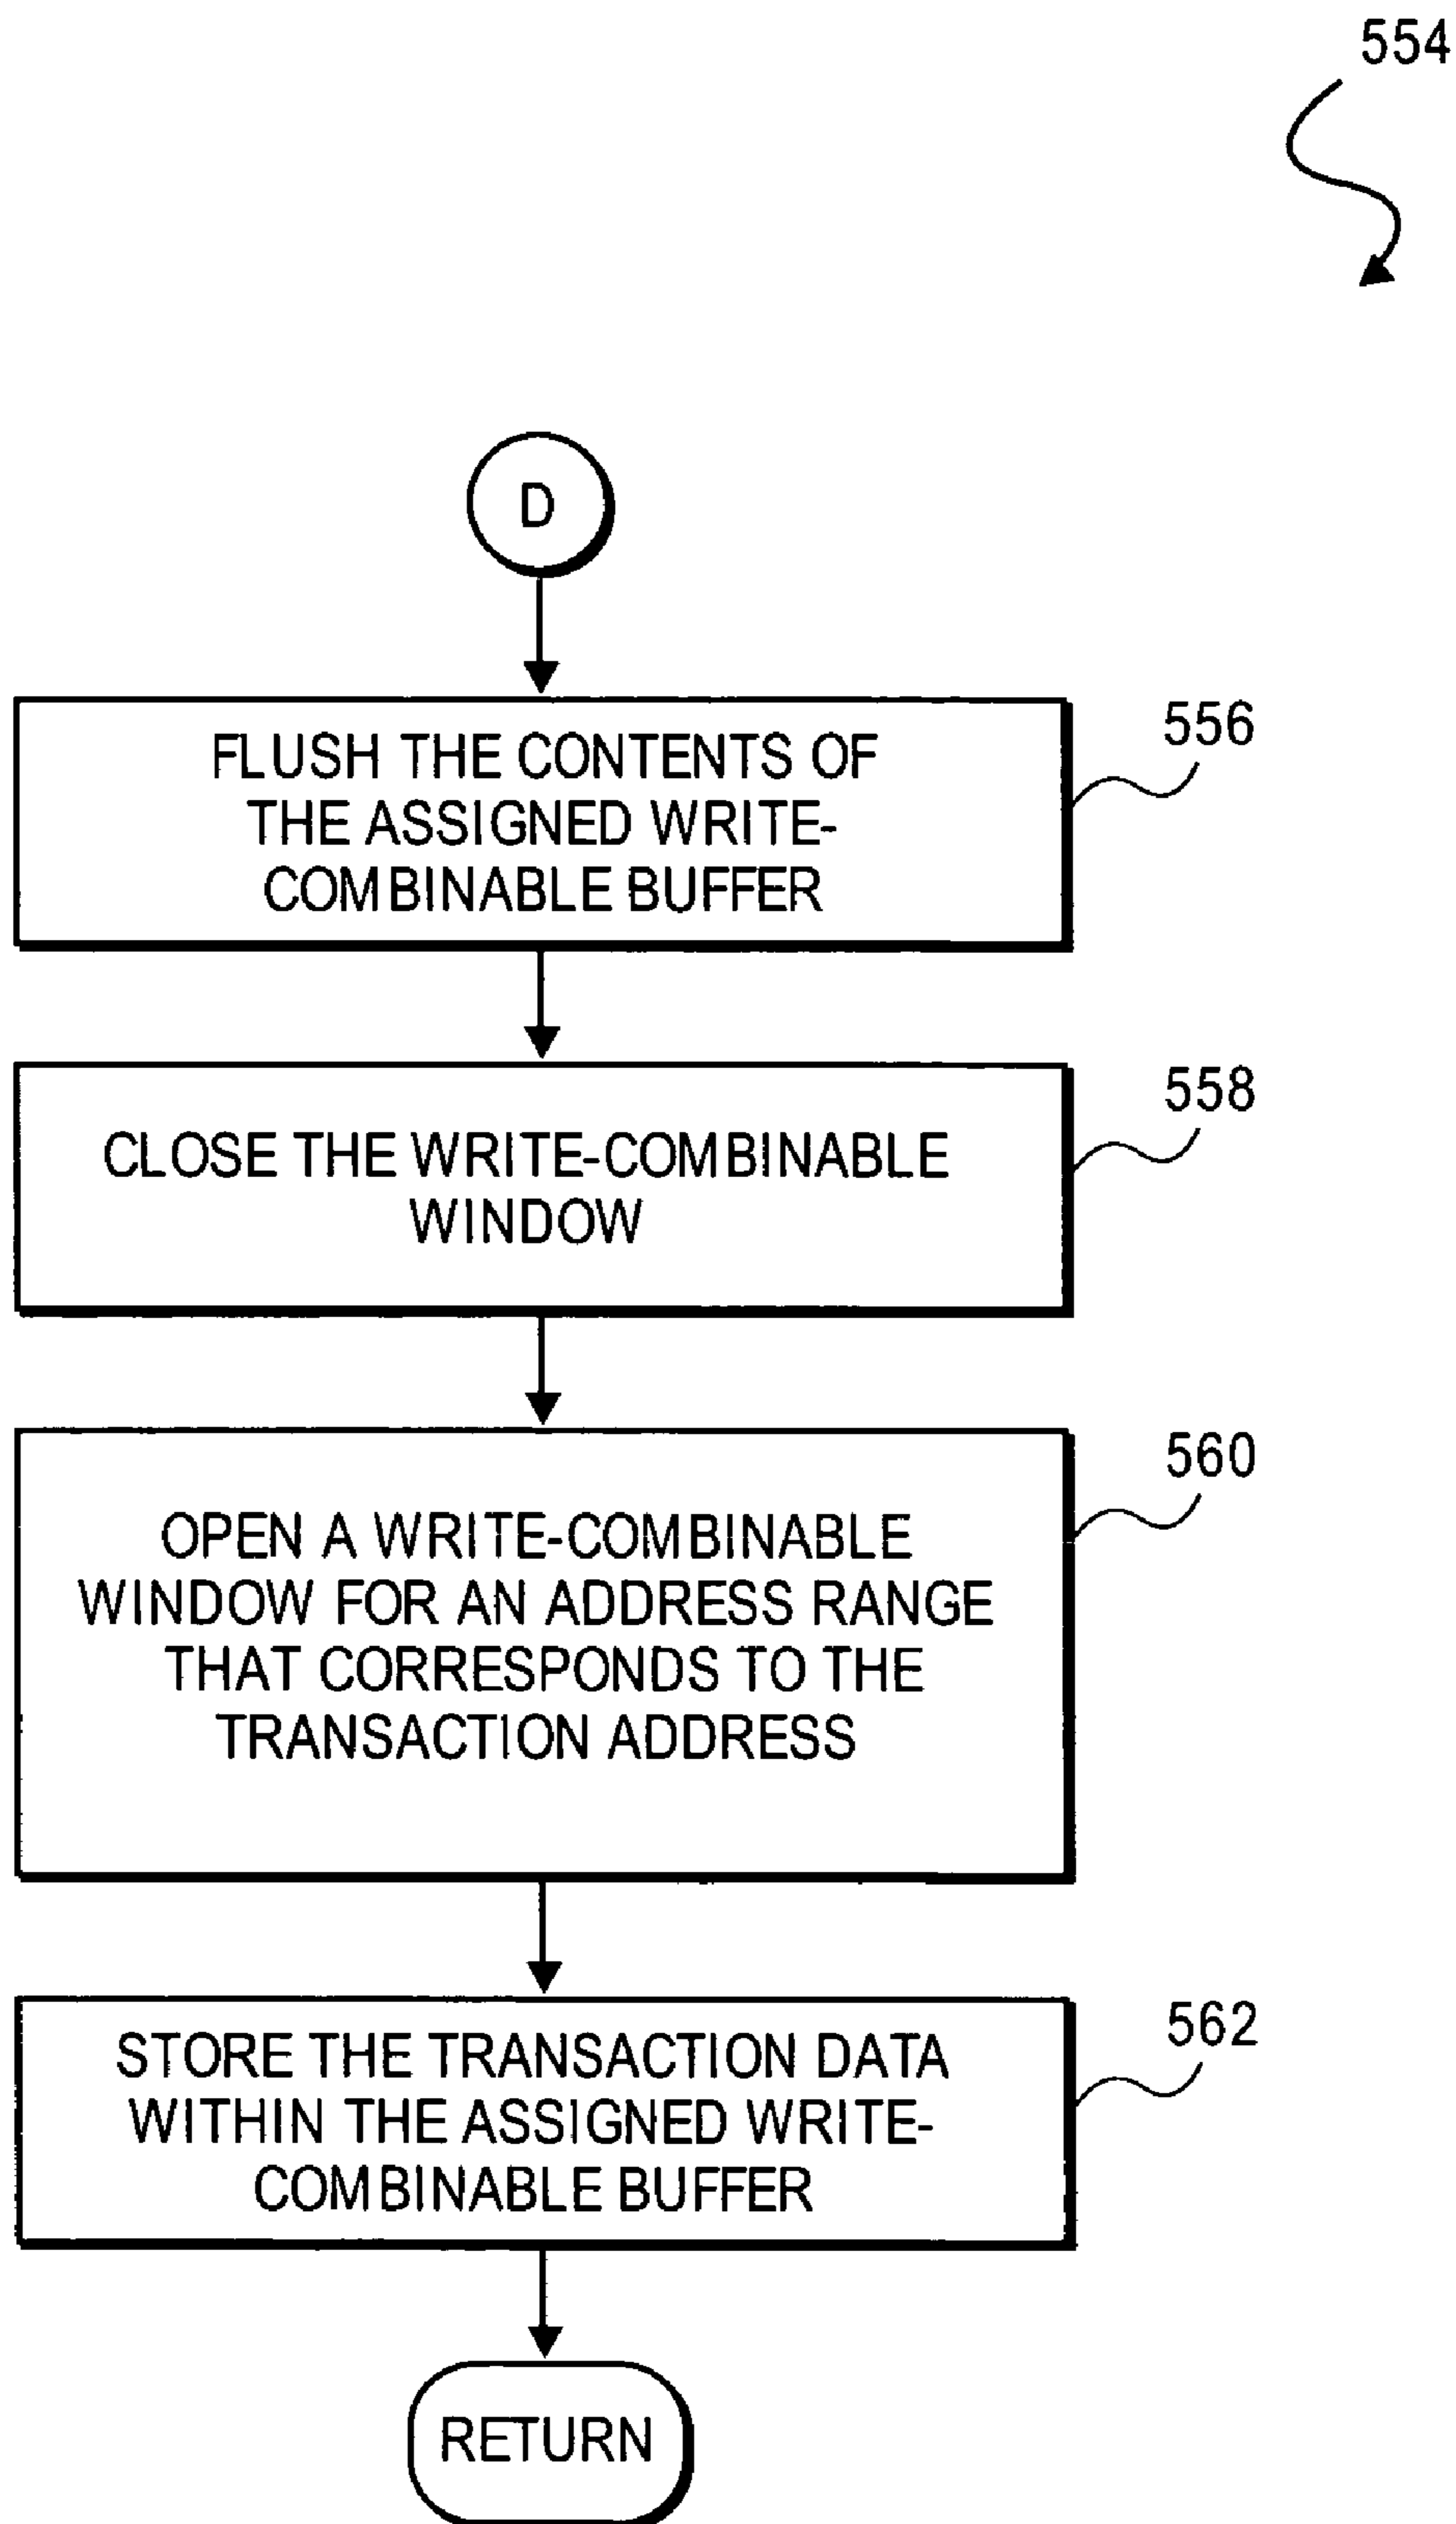 554
D
FLUSH THE CONTENTS OF
THE ASSIGNED WRITE-
COMBINABLE BUFFER
556
CLOSE THE WRITE-COMBINABLE
WINDOW
558
OPEN A WRITE-COMBINABLE
WINDOW FOR AN ADDRESS RANGE
THAT CORRESPONDS TO THE
TRANSACTION ADDRESS
560
STORE THE TRANSACTION DATA
WITHIN THE ASSIGNED WRITE-
COMBINABLE BUFFER
562
RETURN